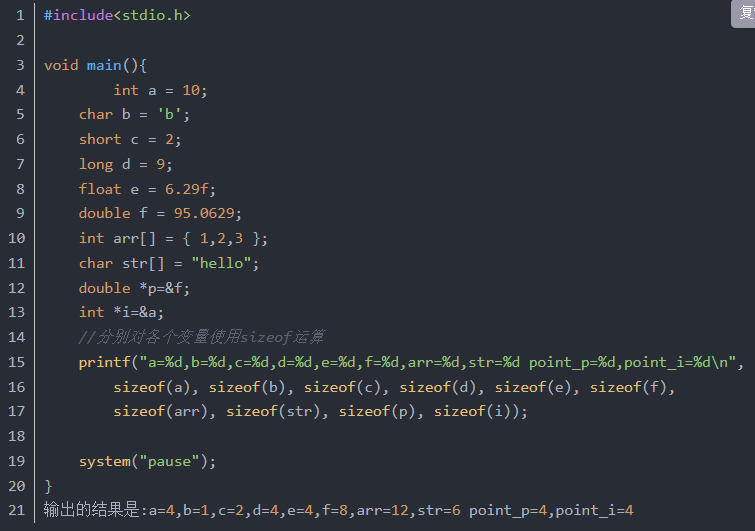 1 #include<stdio.h>
2
3 void main(){
4 int a = 10;
5 char b = 'b';
6 short c = 2;
7 long d = 9;
8 float e = 6.29f;
9 double f = 95.0629;
10 int arr[] = { 1,2,3 };
11 char str[] = "hello";
12 double *p=&f;
13 int *i=&a;
14 //分别对各个变量使用sizeof运算
15 printf("a=%d,b=%d,c=%d,d=%d,e=%d,f=%d,arr=%d,str=%d point_p=%d,point_i=%d\n",
16 sizeof(a), sizeof(b), sizeof(c), sizeof(d), sizeof(e), sizeof(f),
17 sizeof(arr), sizeof(str), sizeof(p), sizeof(i));
18
19 system("pause");
20 }
21 输出的结果是:a=4,b=1,c=2,d=4,e=4,f=8,arr=12,str=6 point_p=4,point_i=4